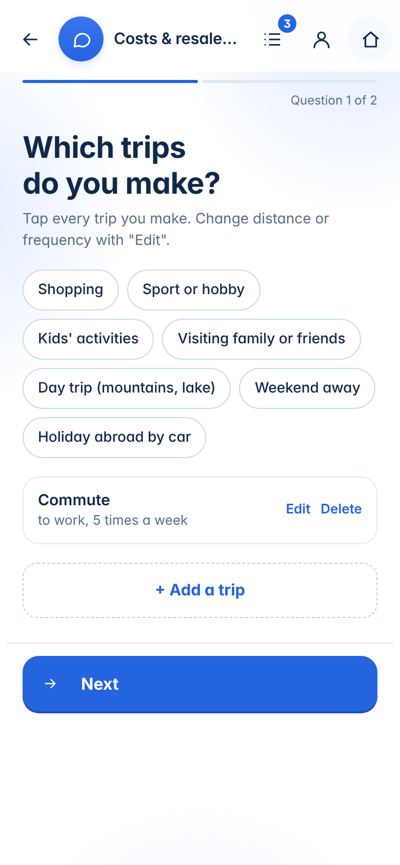 Costs & resale...
3
Question 1 of 2
Which trips
do you make?
Tap every trip you make. Change distance or
frequency with "Edit".
Shopping
Sport or hobby
Kids' activities
Visiting family or friends
Day trip (mountains, lake)
Weekend away
Holiday abroad by car
Commute
to work, 5 times a week
Edit
Delete
+ Add a trip
→ Next